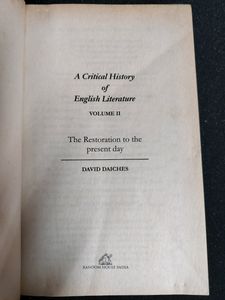 A Critical History
of
English Literature
VOLUME II
The Restoration to the
present day
DAVID DAICHES
RANDOM HOUSE INDIA